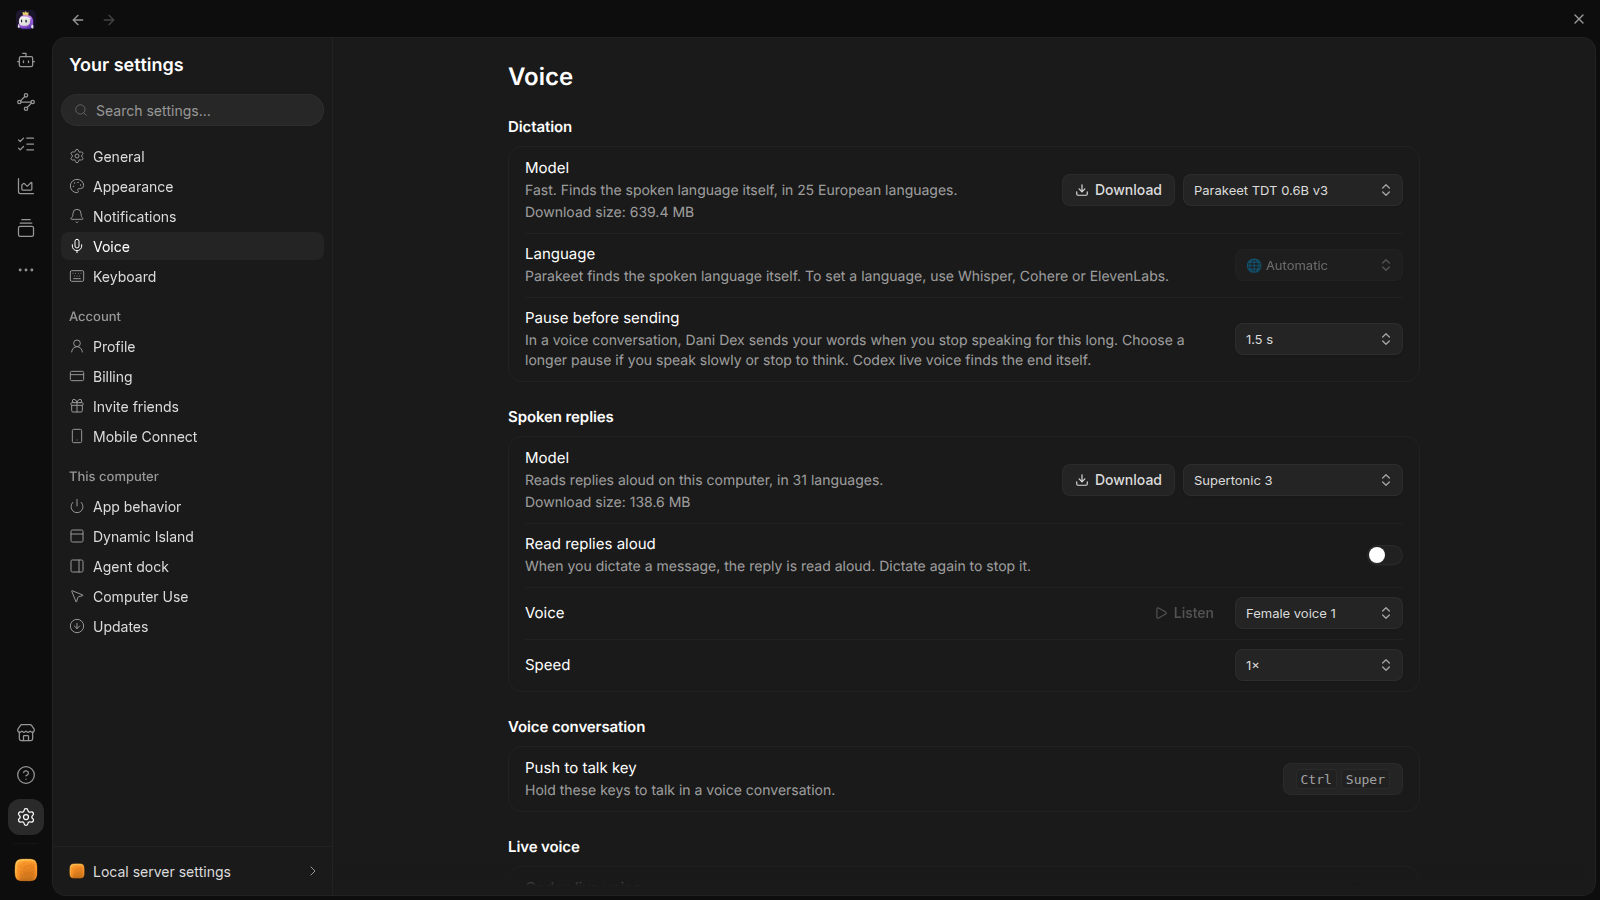 Your settings
Search settings...
General
Appearance
Notifications
Voice
Keyboard
Account
Profile
Billing
Invite friends
Mobile Connect
This computer
App behavior
Dynamic Island
Agent dock
Computer Use
Updates
Local server settings
Voice
Dictation
Model
Fast. Finds the spoken language itself, in 25 European languages.
Download size: 639.4 MB
Download
Parakeet TDT 0.6B v3
Language
Parakeet finds the spoken language itself. To set a language, use Whisper, Cohere or ElevenLabs.
Automatic
Pause before sending
In a voice conversation, Dani Dex sends your words when you stop speaking for this long. Choose a
longer pause if you speak slowly or stop to think. Codex live voice finds the end itself.
1.5 s
Spoken replies
Model
Reads replies aloud on this computer, in 31 languages.
Download size: 138.6 MB
Download
Supertonic 3
Read replies aloud
When you dictate a message, the reply is read aloud. Dictate again to stop it.
Voice
Listen
Female voice 1
Speed
1×
Voice conversation
Push to talk key
Hold these keys to talk in a voice conversation.
Ctrl Super
Live voice